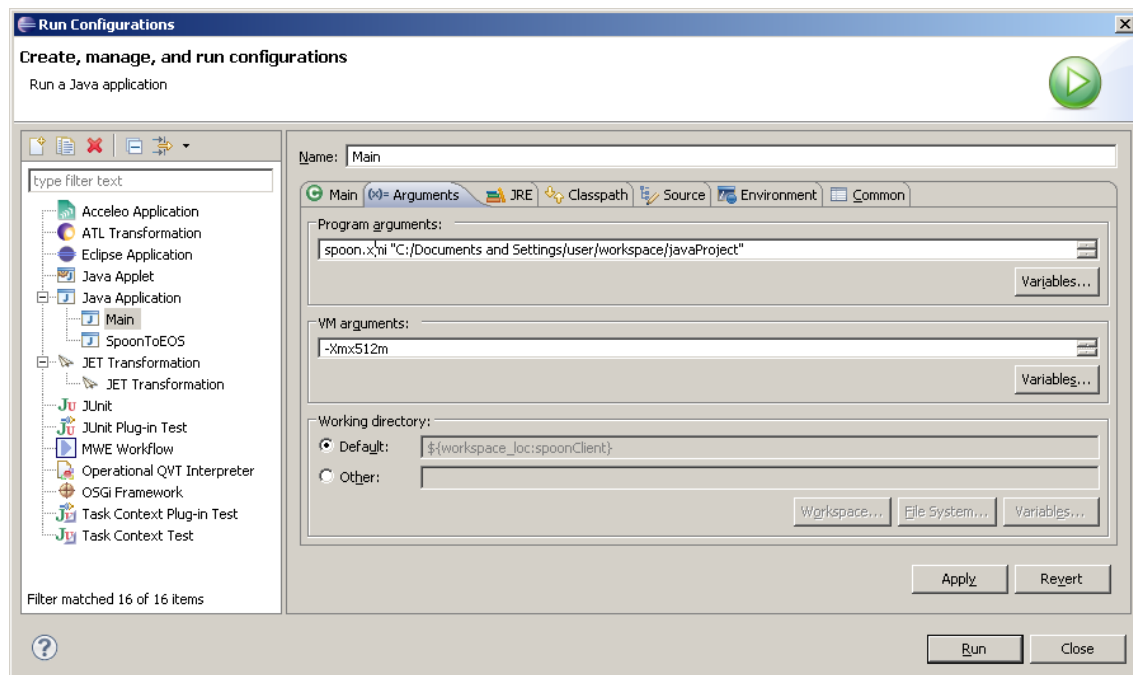 Run Configurations
Create, manage, and run configurations
Run a Java application
type filter text
Acceleo Application
ATL Transformation
Eclipse Application
Java Applet
Java Application
Main
SpoonToEOS
JET Transformation
JET Transformation
JUnit
JUnit Plug-in Test
MWE Workflow
Operational QVT Interpreter
OSGi Framework
Task Context Plug-in Test
Task Context Test
Filter matched 16 of 16 items
Name: Main
Main (x)= Arguments JRE Classpath Source Environment Common
Program arguments:
spoon.xmi "C:/Documents and Settings/user/workspace/javaProject"
Variables...
VM arguments:
-Xmx512m
Variables...
Working directory:
Default: ${workspace_loc:spoonClient}
Other:
Workspace... File System... Variables...
Apply Revert
Run Close